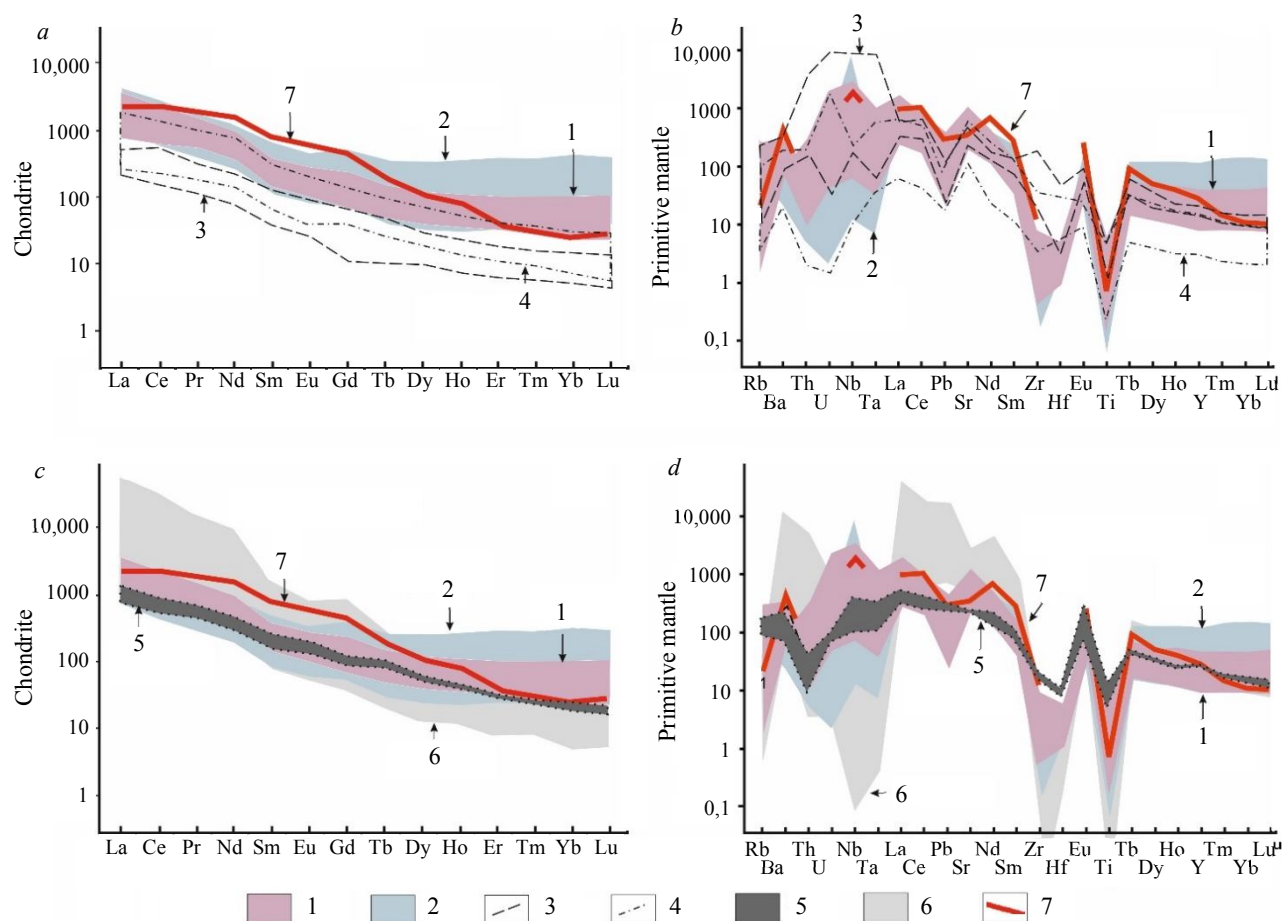 a
10,000
1000
100
10
1
Chondrite
7
2
1
3
4
La Ce Pr Nd Sm Eu Gd Tb Dy Ho Er Tm Yb Lu
b
10,000
1000
100
10
1
0,1
Primitive mantle
3
7
1
2
4
Rb Th Nb La Pb Nd Zr Eu Tb Ho Tm Lu
Ba U Ta Ce Sr Sm Hf Ti Dy Y Yb
c
10,000
1000
100
10
1
Chondrite
7
2
1
5
6
La Ce Pr Nd Sm Eu Gd Tb Dy Ho Er Tm Yb Lu
d
10,000
1000
100
10
1
0,1
Primitive mantle
7
2
5
1
6
Rb Th Nb La Pb Nd Zr Eu Tb Ho Tm Lu
Ba U Ta Ce Sr Sm Hf Ti Dy Y Yb
1 2 3 4 5 6 7